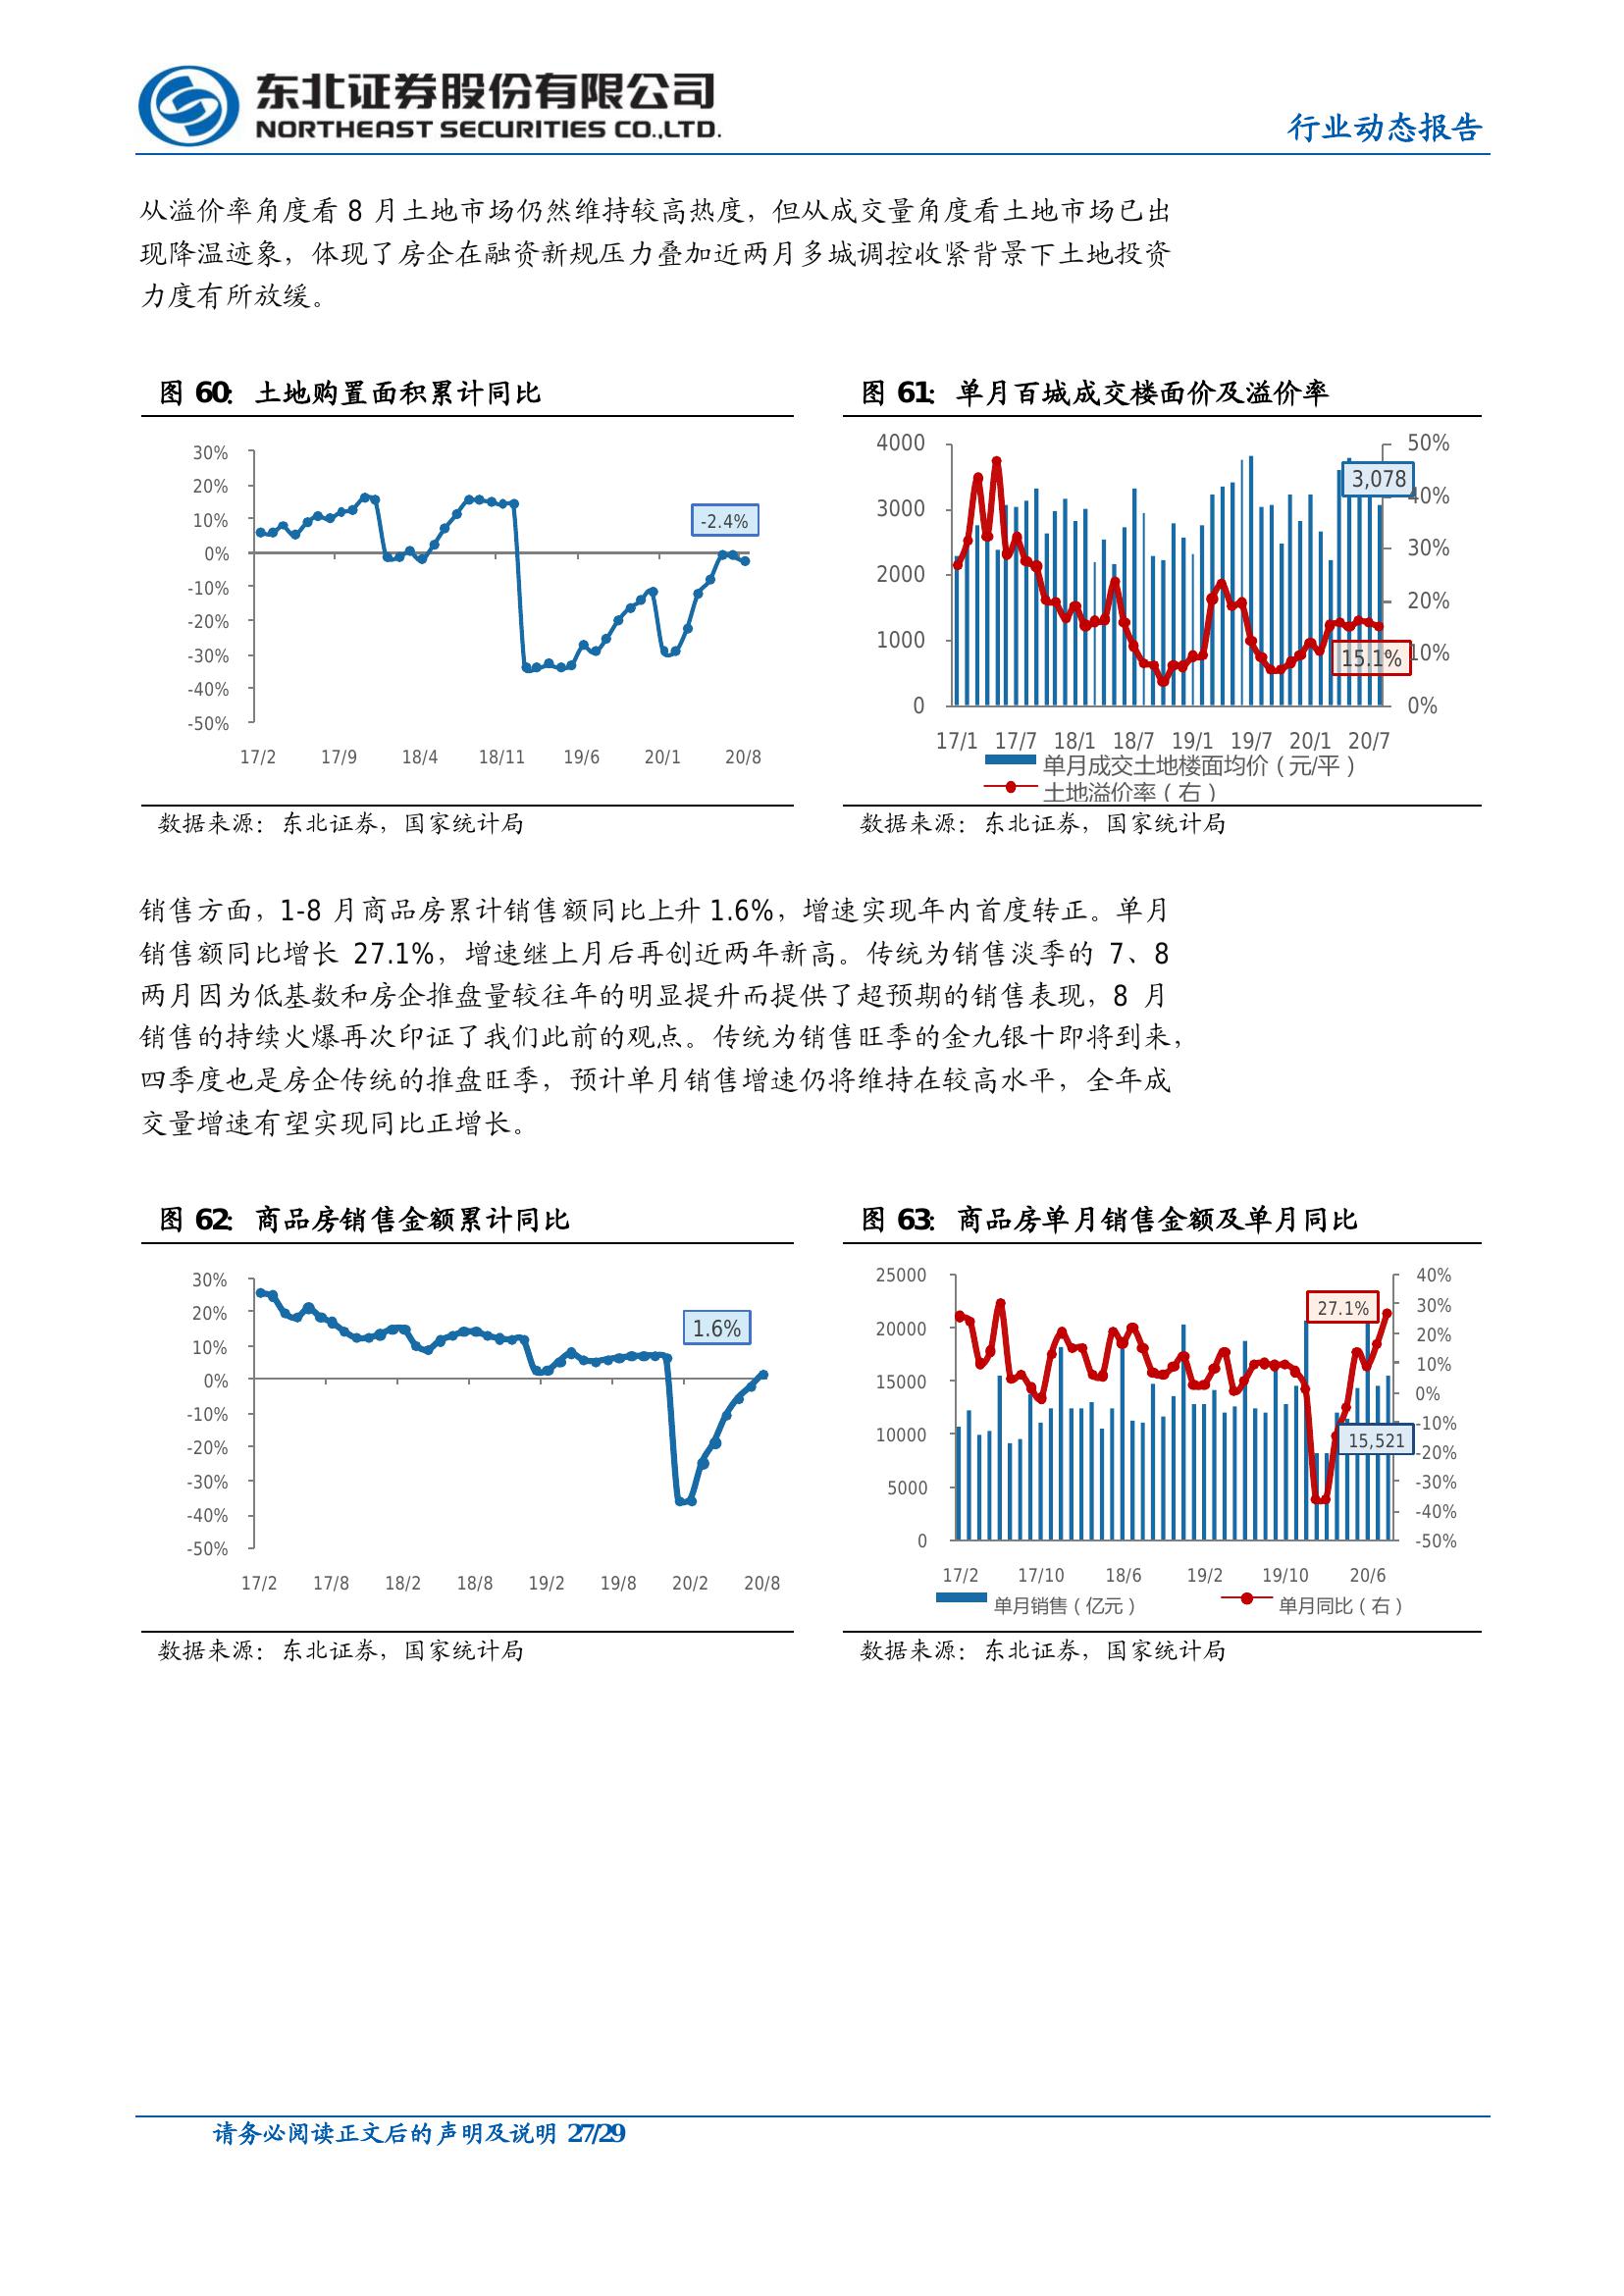 东北证券股份有限公司
NORTHEAST SECURITIES CO.,LTD.
行业动态报告
从溢价率角度看 8 月土地市场仍然维持较高热度，但从成交量角度看土地市场已出
现降温迹象，体现了房企在融资新规压力叠加近两月多城调控收紧背景下土地投资
力度有所放缓。
图 60：土地购置面积累计同比
30%
20%
10%
0%
-10%
-20%
-30%
-40%
-50%
-2.4%
17/2 17/9 18/4 18/11 19/6 20/1 20/8
数据来源：东北证券，国家统计局
图 61：单月百城成交楼面价及溢价率
4000
3000
2000
1000
0
50%
40%
30%
20%
10%
0%
3,078
15.1%
17/1 17/7 18/1 18/7 19/1 19/7 20/1 20/7
单月成交土地楼面均价（元/平）
土地溢价率（右）
数据来源：东北证券，国家统计局
销售方面，1-8 月商品房累计销售额同比上升 1.6%，增速实现年内首度转正。单月
销售额同比增长 27.1%，增速继上月后再创近两年新高。传统为销售淡季的 7、8
两月因为低基数和房企推盘量较往年的明显提升而提供了超预期的销售表现，8 月
销售的持续火爆再次印证了我们此前的观点。传统为销售旺季的金九银十即将到来，
四季度也是房企传统的推盘旺季，预计单月销售增速仍将维持在较高水平，全年成
交量增速有望实现同比正增长。
图 62：商品房销售金额累计同比
30%
20%
10%
0%
-10%
-20%
-30%
-40%
-50%
1.6%
17/2 17/8 18/2 18/8 19/2 19/8 20/2 20/8
数据来源：东北证券，国家统计局
图 63：商品房单月销售金额及单月同比
25000
20000
15000
10000
5000
0
40%
30%
20%
10%
0%
-10%
-20%
-30%
-40%
-50%
27.1%
15,521
17/2 17/10 18/6 19/2 19/10 20/6
单月销售（亿元） 单月同比（右）
数据来源：东北证券，国家统计局
请务必阅读正文后的声明及说明 27/29